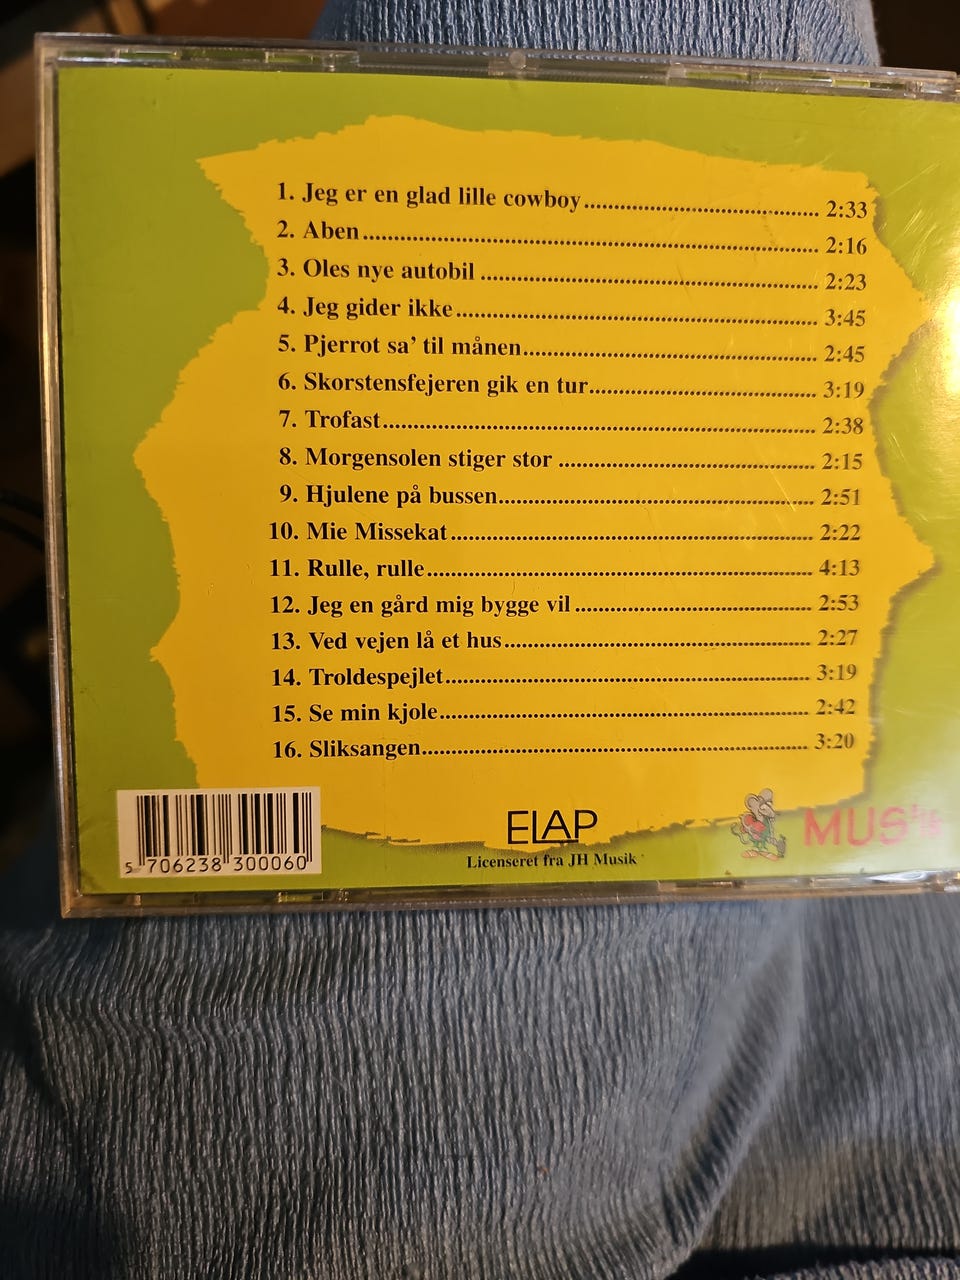 1. Jeg er en glad lille cowboy 2:33
2. Aben 2:16
3. Oles nye autobil 2:23
4. Jeg gider ikke 3:45
5. Pjerrot sa’ til månen 2:45
6. Skorstensfejeren gik en tur 3:19
7. Trofast 2:38
8. Morgensolen stiger stor 2:15
9. Hjulene på bussen 2:51
10. Mie Missekat 2:22
11. Rulle, rulle 4:13
12. Jeg en gård mig bygge vil 2:53
13. Ved vejen lå et hus 2:27
14. Troldespejlet 3:19
15. Se min kjole 2:42
16. Sliksangen 3:20
ELAP
Licenseret fra JH Musik
5 706238 300060